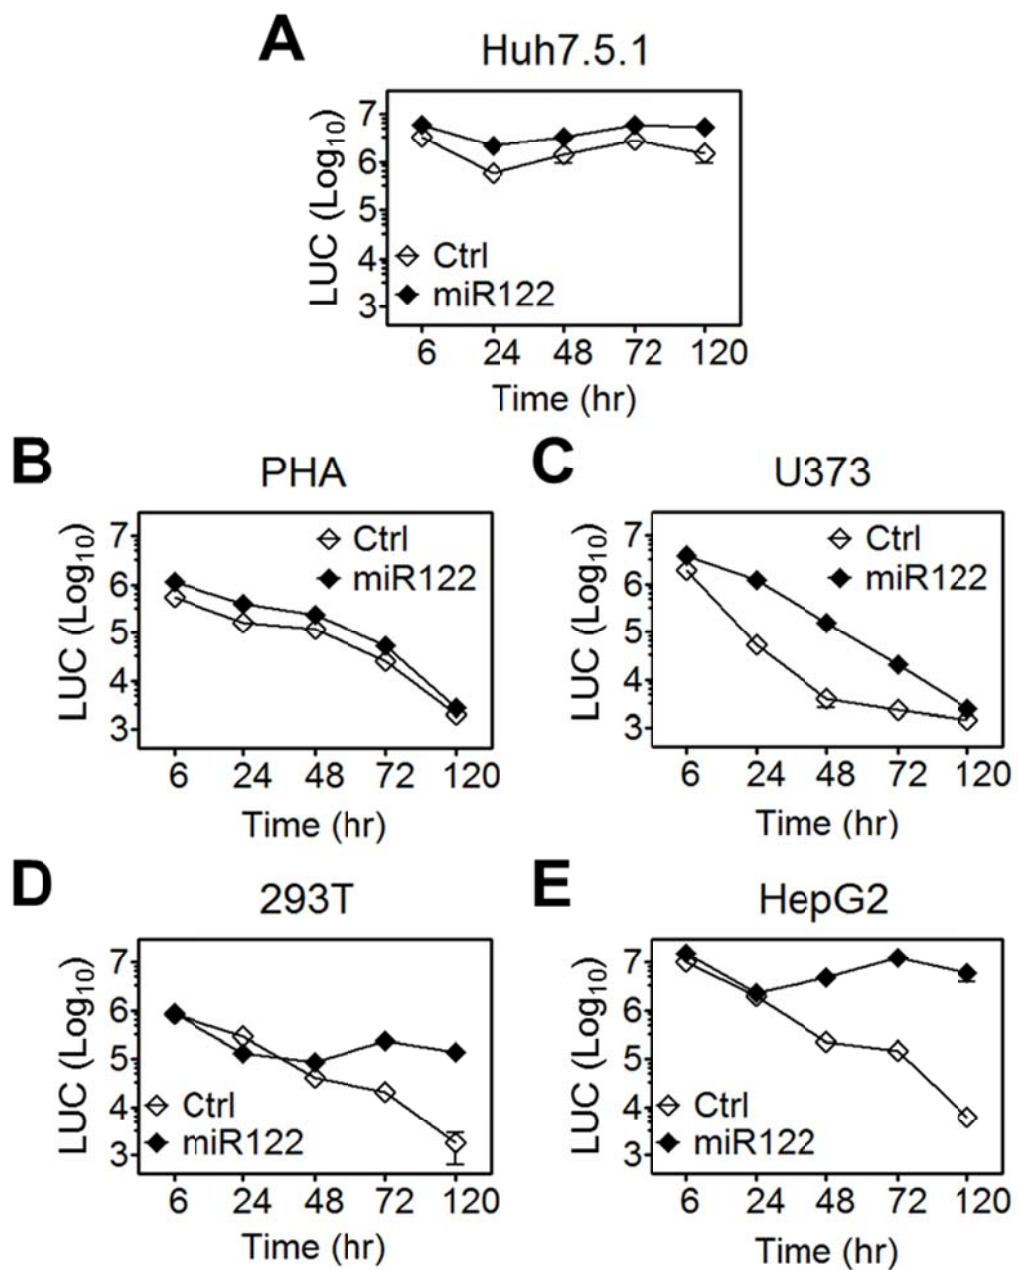 A
Huh7.5.1
LUC (Log10)
7
6
5
4
3
Ctrl
miR122
6 24 48 72 120
Time (hr)
B
PHA
LUC (Log10)
7
6
5
4
3
Ctrl
miR122
6 24 48 72 120
Time (hr)
C
U373
LUC (Log10)
7
6
5
4
3
Ctrl
miR122
6 24 48 72 120
Time (hr)
D
293T
LUC (Log10)
7
6
5
4
3
Ctrl
miR122
6 24 48 72 120
Time (hr)
E
HepG2
LUC (Log10)
7
6
5
4
3
Ctrl
miR122
6 24 48 72 120
Time (hr)